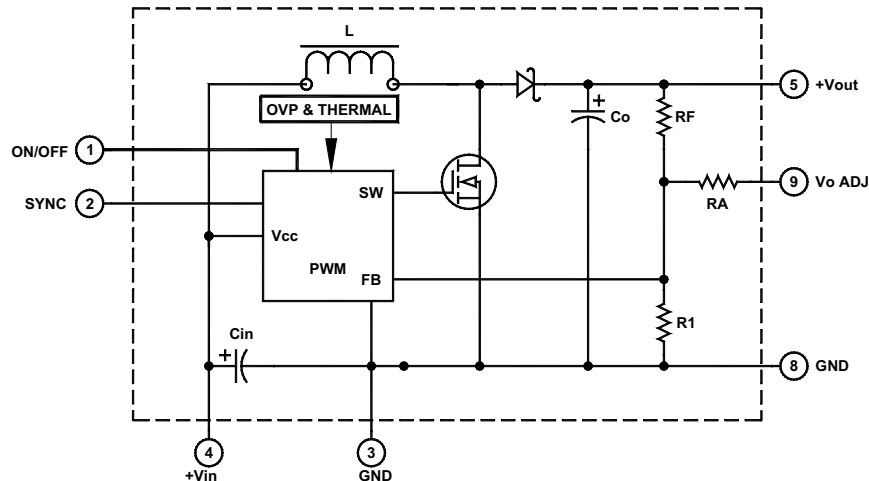 L
OVP & THERMAL
5 +Vout
+
Co
RF
ON/OFF 1
9 Vo ADJ
RA
SW
SYNC 2
Vcc
PWM
FB
R1
Cin
+
8 GND
4
+Vin
3
GND